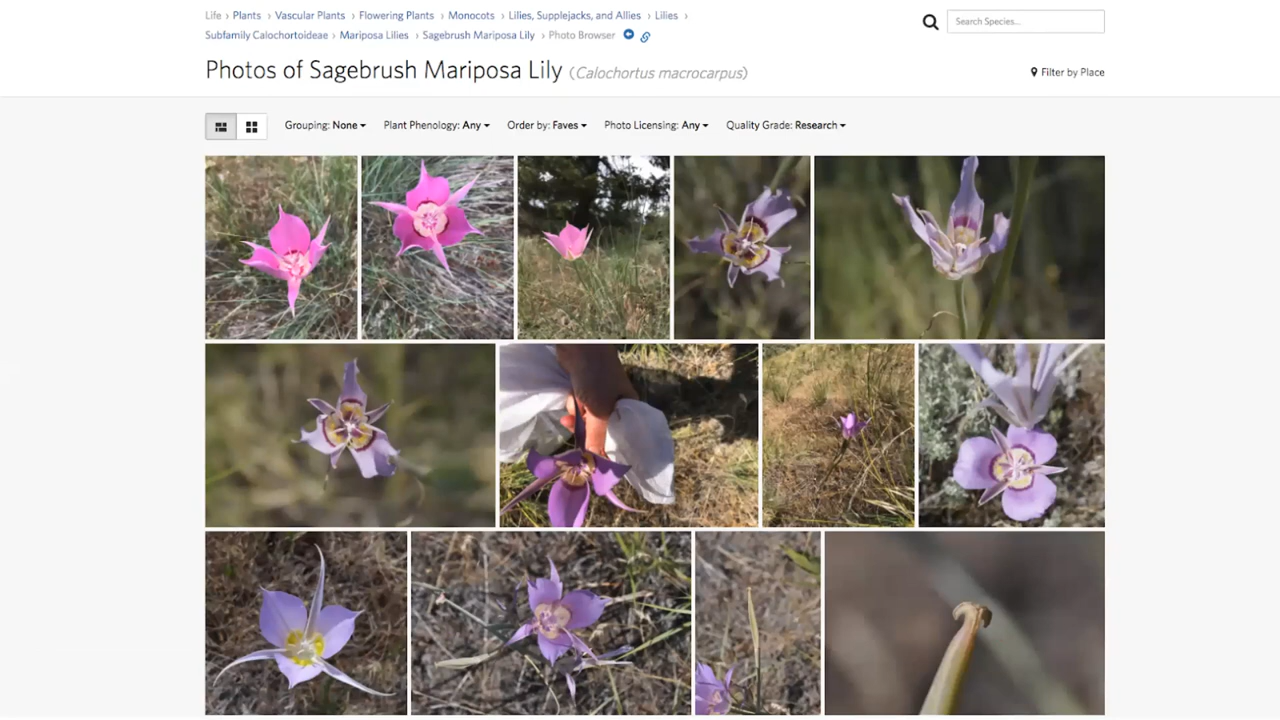 Life › Plants › Vascular Plants › Flowering Plants › Monocots › Lilies, Supplejacks, and Allies › Lilies ›
Search Species...
Subfamily Calochortoideae › Mariposa Lilies › Sagebrush Mariposa Lily › Photo Browser
Photos of Sagebrush Mariposa Lily (Calochortus macrocarpus)
Filter by Place
Grouping: None Plant Phenology: Any Order by: Faves Photo Licensing: Any Quality Grade: Research